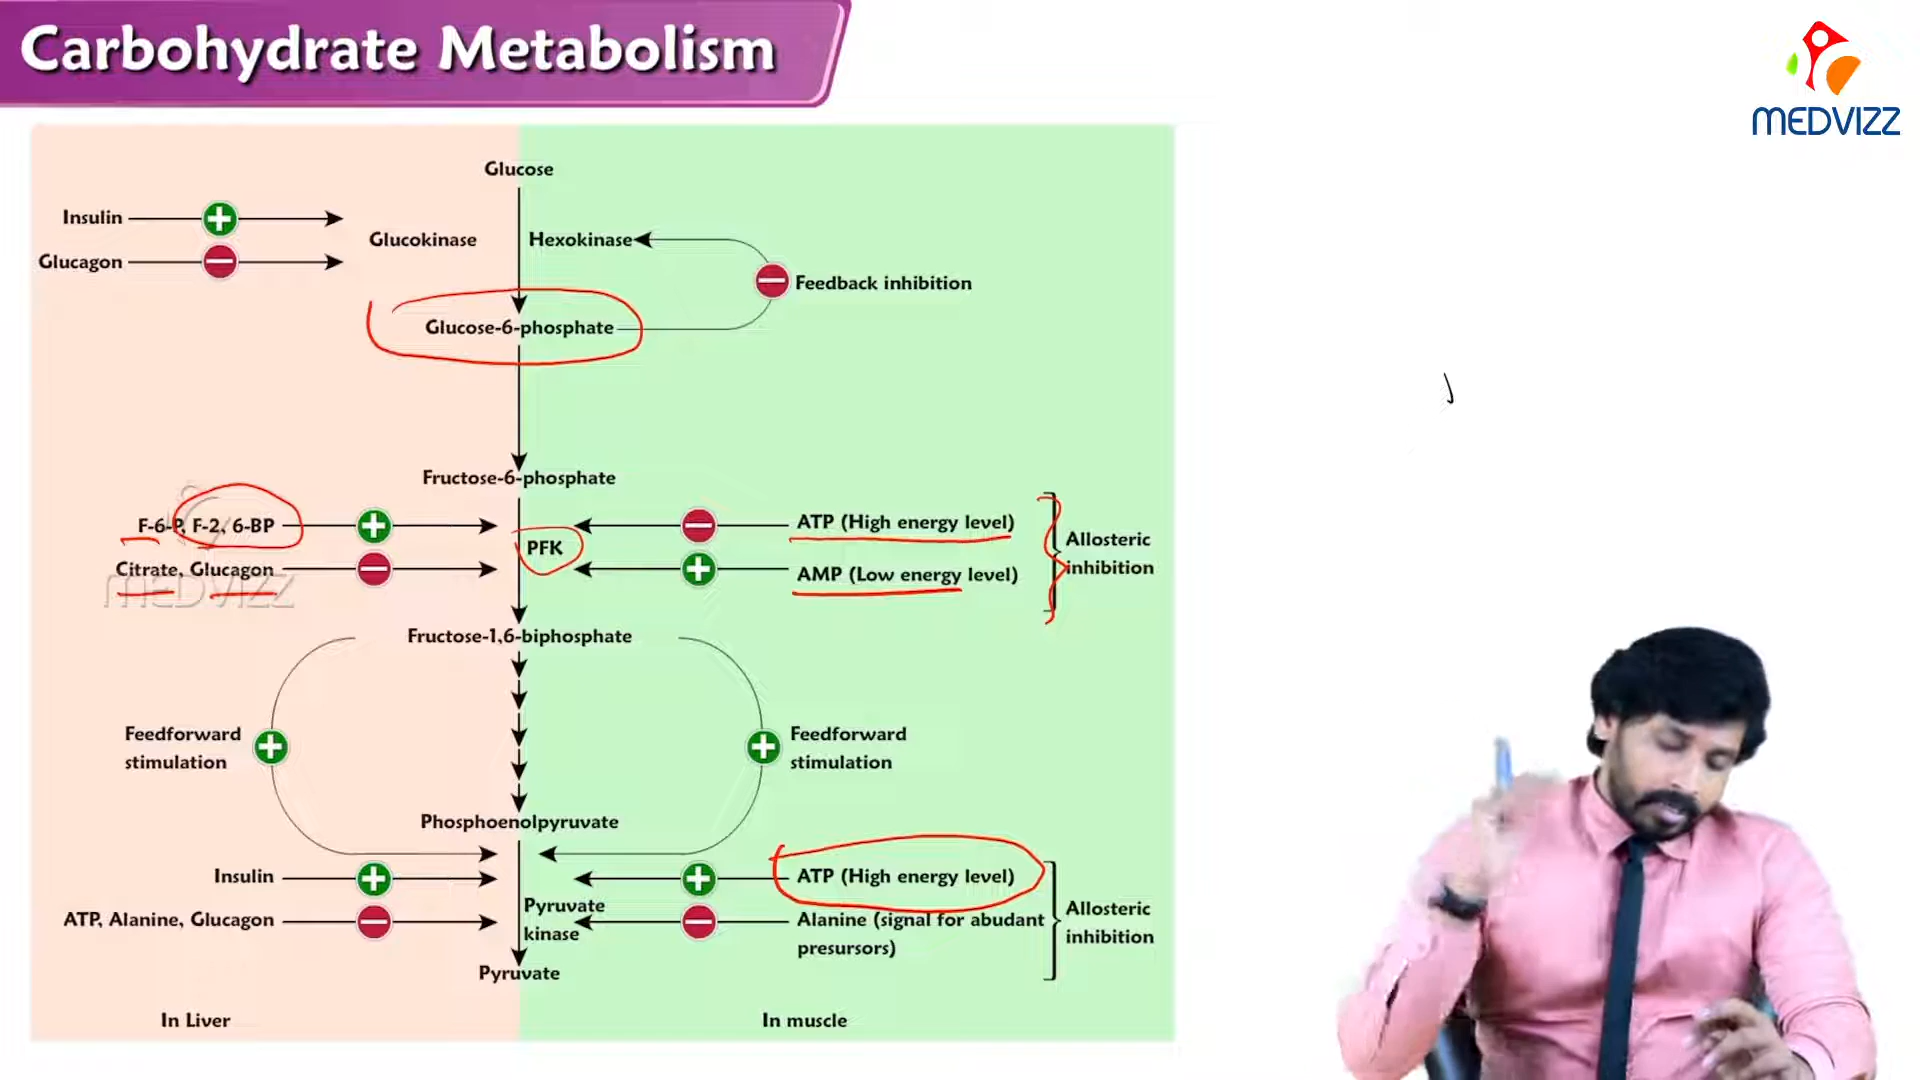 Carbohydrate Metabolism
MEDVIZZ
Glucose
Insulin
Glucokinase
Hexokinase
Glucagon
Feedback inhibition
Glucose-6-phosphate
Fructose-6-phosphate
F-6-P, F-2, 6-BP
ATP (High energy level)
PFK
Allosteric
inhibition
Citrate, Glucagon
AMP (Low energy level)
MEDVIZZ
Fructose-1,6-biphosphate
Feedforward
stimulation
Feedforward
stimulation
Phosphoenolpyruvate
Insulin
ATP (High energy level)
ATP, Alanine, Glucagon
Pyruvate
kinase
Alanine (signal for abudant
presursors)
Allosteric
inhibition
Pyruvate
In Liver
In muscle